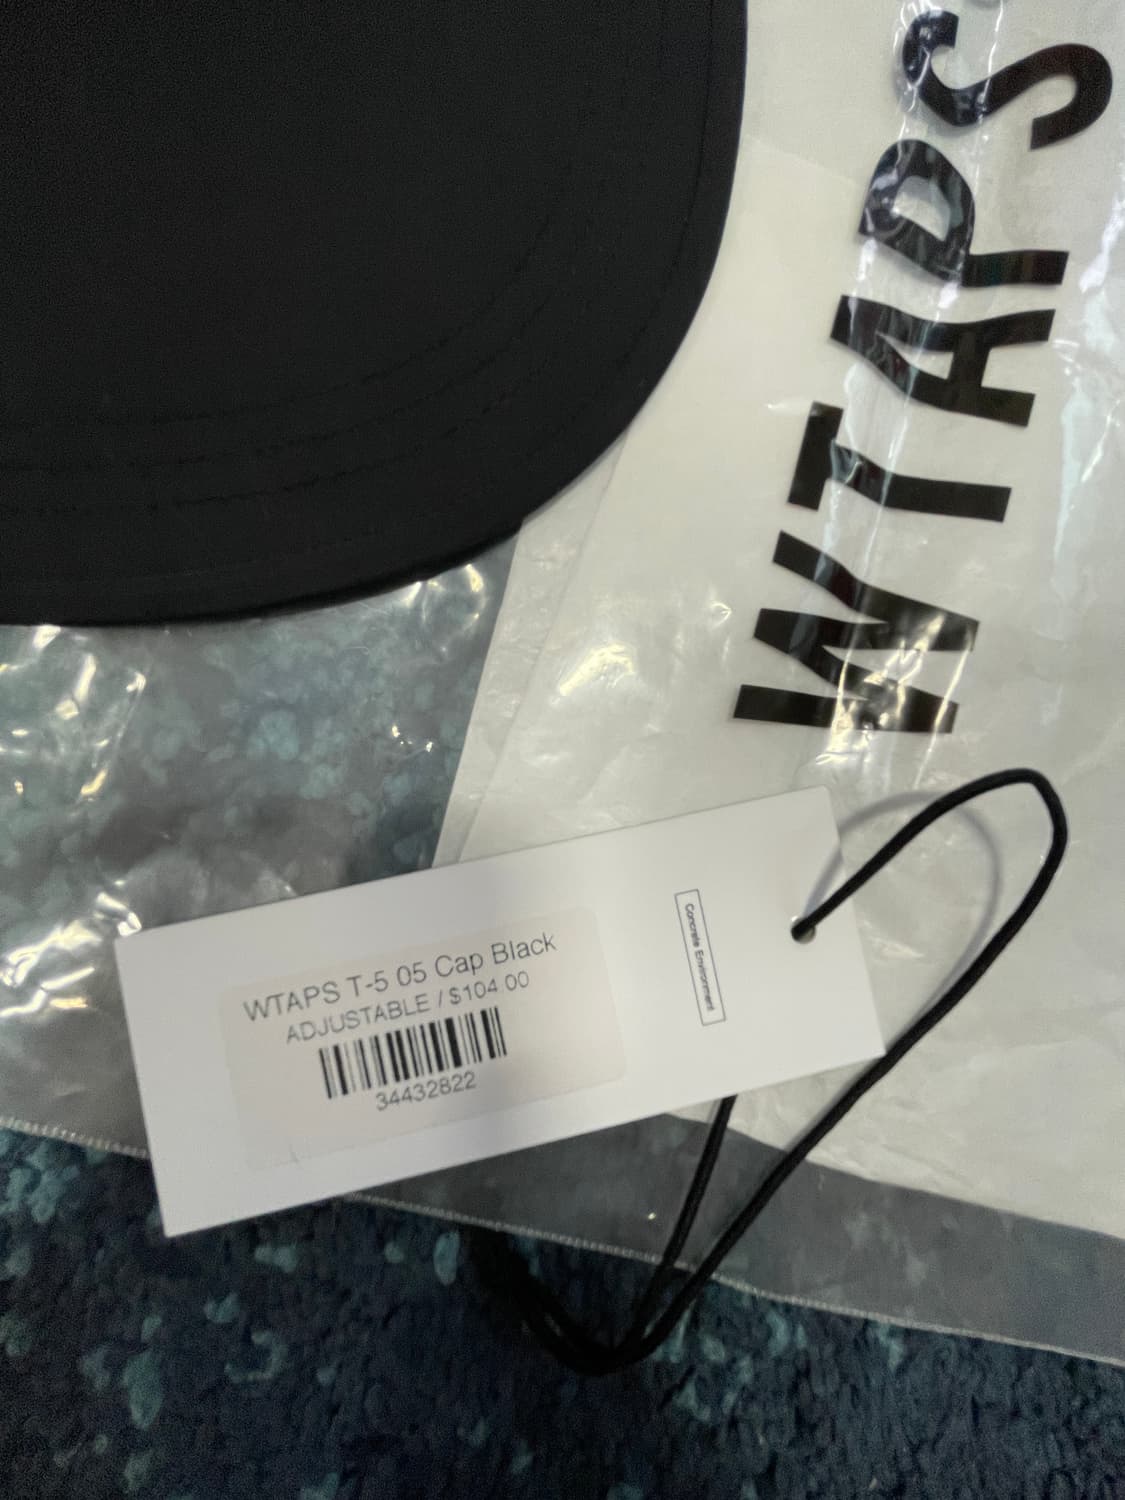 WTAPS
WTAPS T-5 05 Cap Black
ADJUSTABLE / $104.00
34432822
Concrete Environment